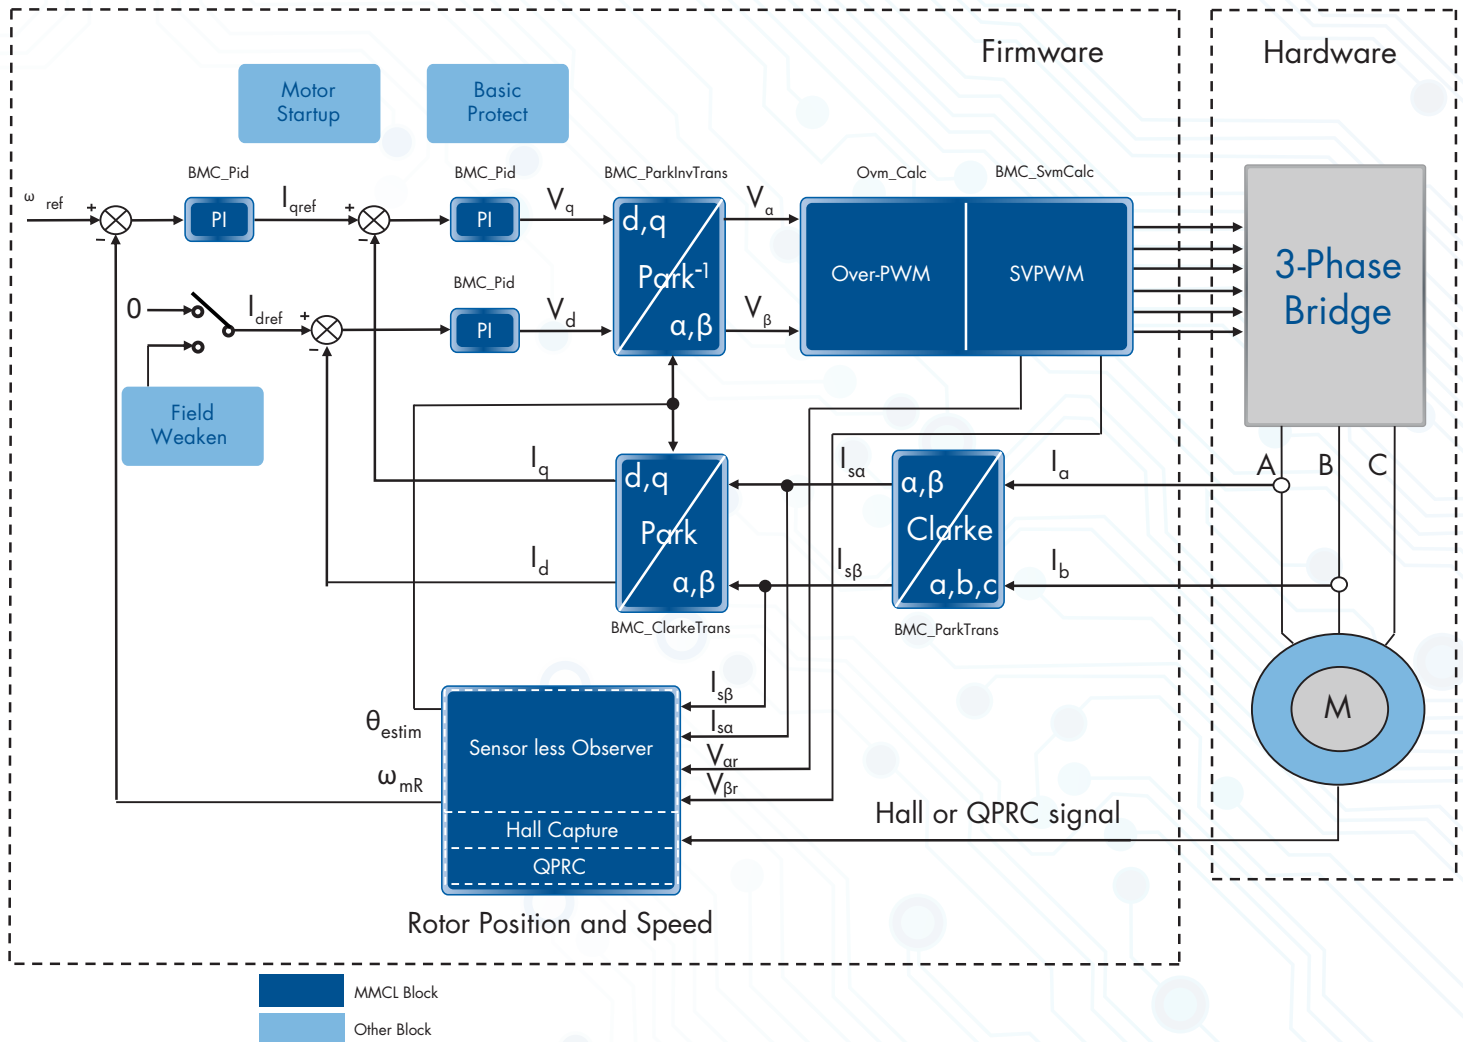 Firmware
Hardware
Motor
Startup
Basic
Protect
BMC_Pid
BMC_Pid
BMC_ParkInvTrans
Ovm_Calc
BMC_SvmCalc
ω ref
+
−
PI
Iqref
+
−
PI
Vq
d,q
Park-1
α,β
Vα
Over-PWM
SVPWM
3-Phase
Bridge
BMC_Pid
0
Idref
+
−
PI
Vd
Vβ
Field
Weaken
Iq
d,q
Park
α,β
Isα
α,β
Clarke
a,b,c
Ia
A
B
C
Id
Isβ
Ib
BMC_ClarkeTrans
BMC_ParkTrans
θestim
ωmR
Sensor less Observer
Isβ
Isα
Vαr
Vβr
M
Hall Capture
QPRC
Hall or QPRC signal
Rotor Position and Speed
MMCL Block
Other Block